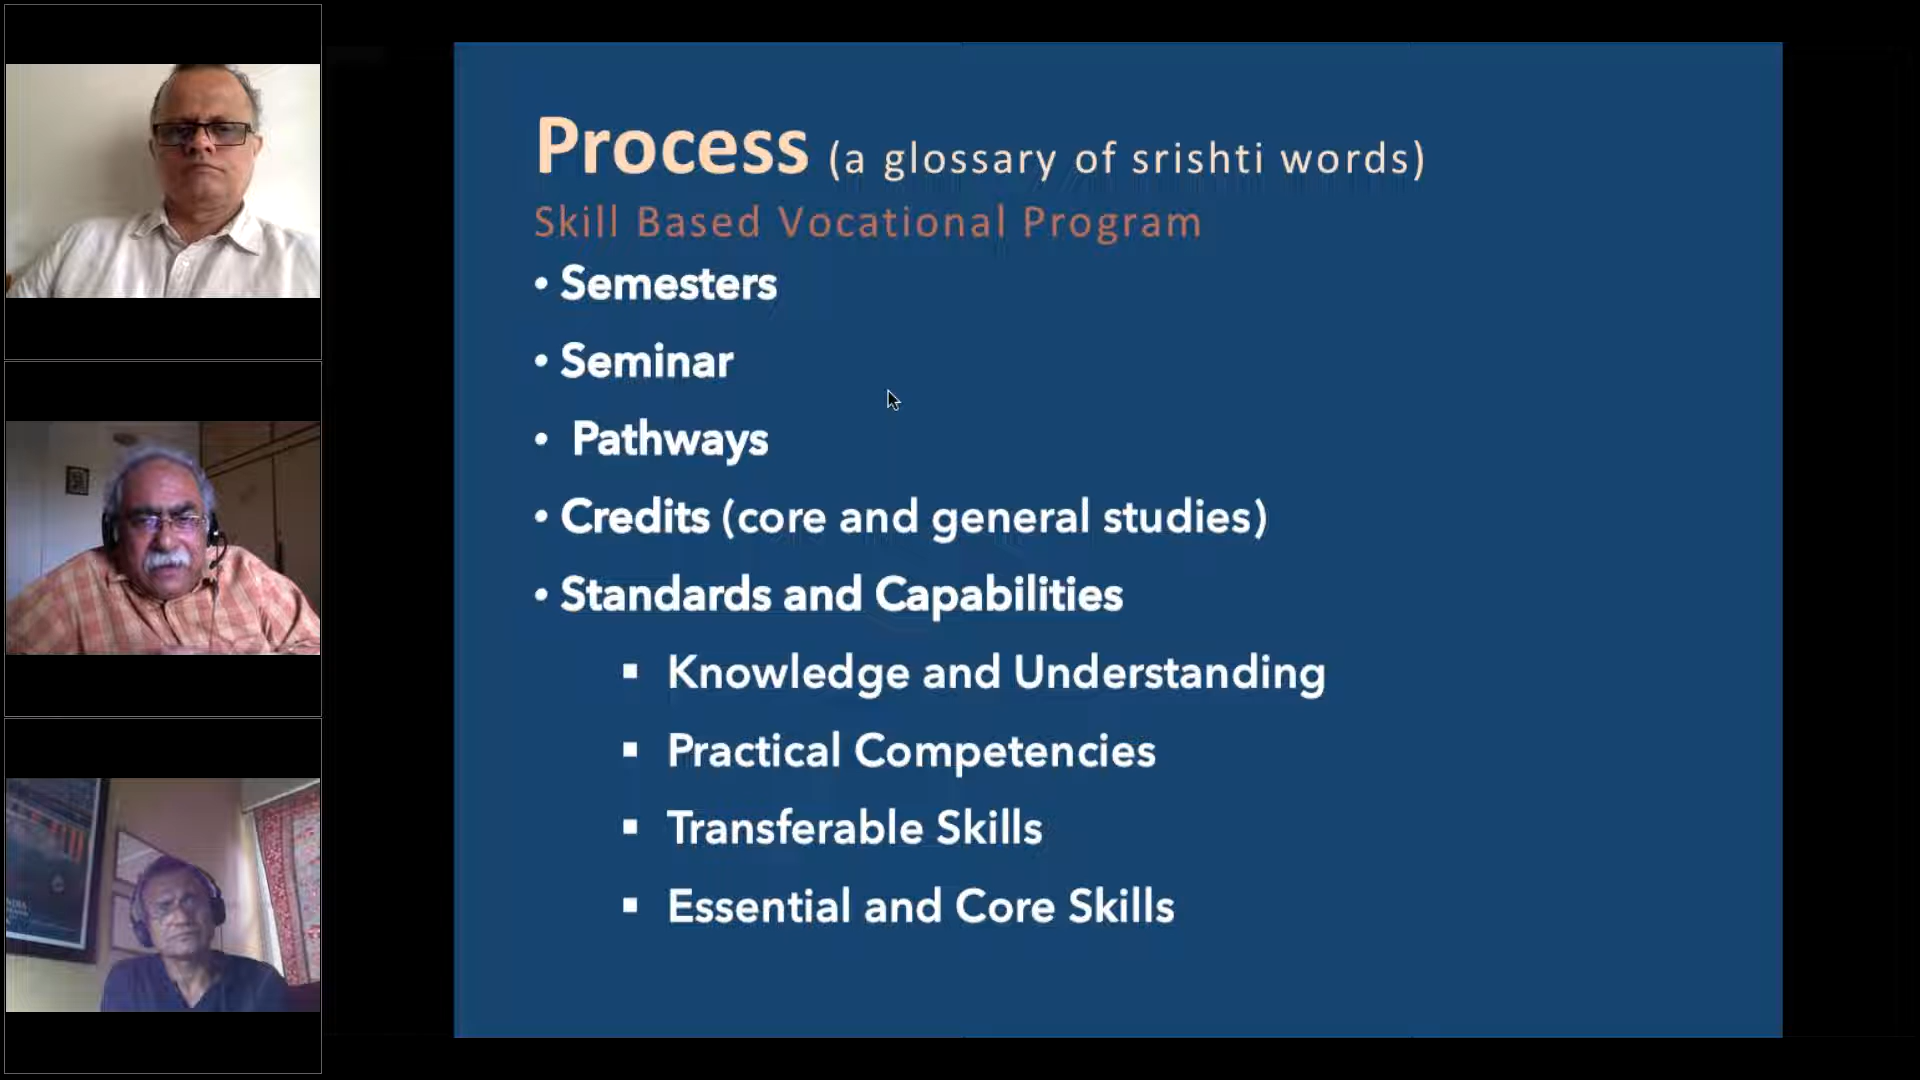 Process (a glossary of srishti words)
Skill Based Vocational Program
• Semesters
• Seminar
• Pathways
• Credits (core and general studies)
• Standards and Capabilities
▪ Knowledge and Understanding
▪ Practical Competencies
▪ Transferable Skills
▪ Essential and Core Skills